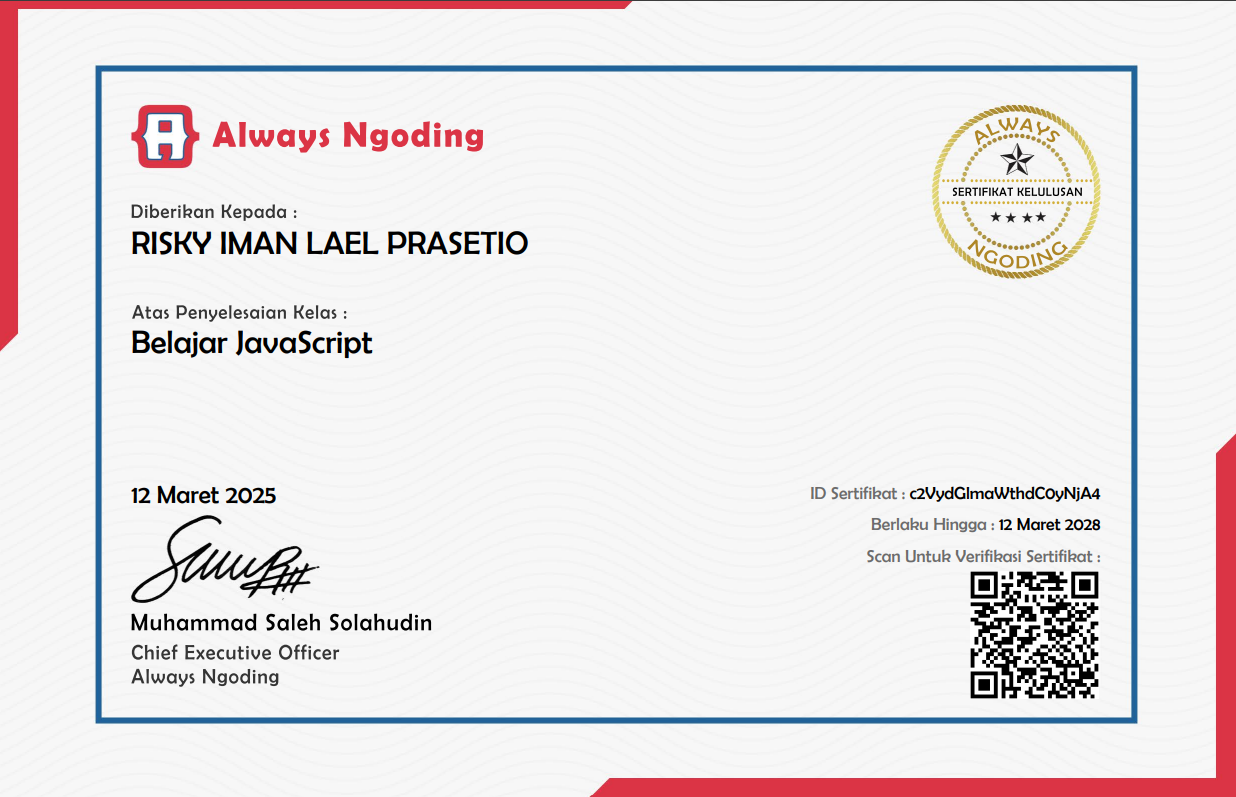 Always Ngoding
ALWAYS
SERTIFIKAT KELULUSAN
NGODING
Diberikan Kepada :
RISKY IMAN LAEL PRASETIO
Atas Penyelesaian Kelas :
Belajar JavaScript
12 Maret 2025
Muhammad Saleh Solahudin
Chief Executive Officer
Always Ngoding
ID Sertifikat : c2VydGlmaWthdC0yNjA4
Berlaku Hingga : 12 Maret 2028
Scan Untuk Verifikasi Sertifikat :